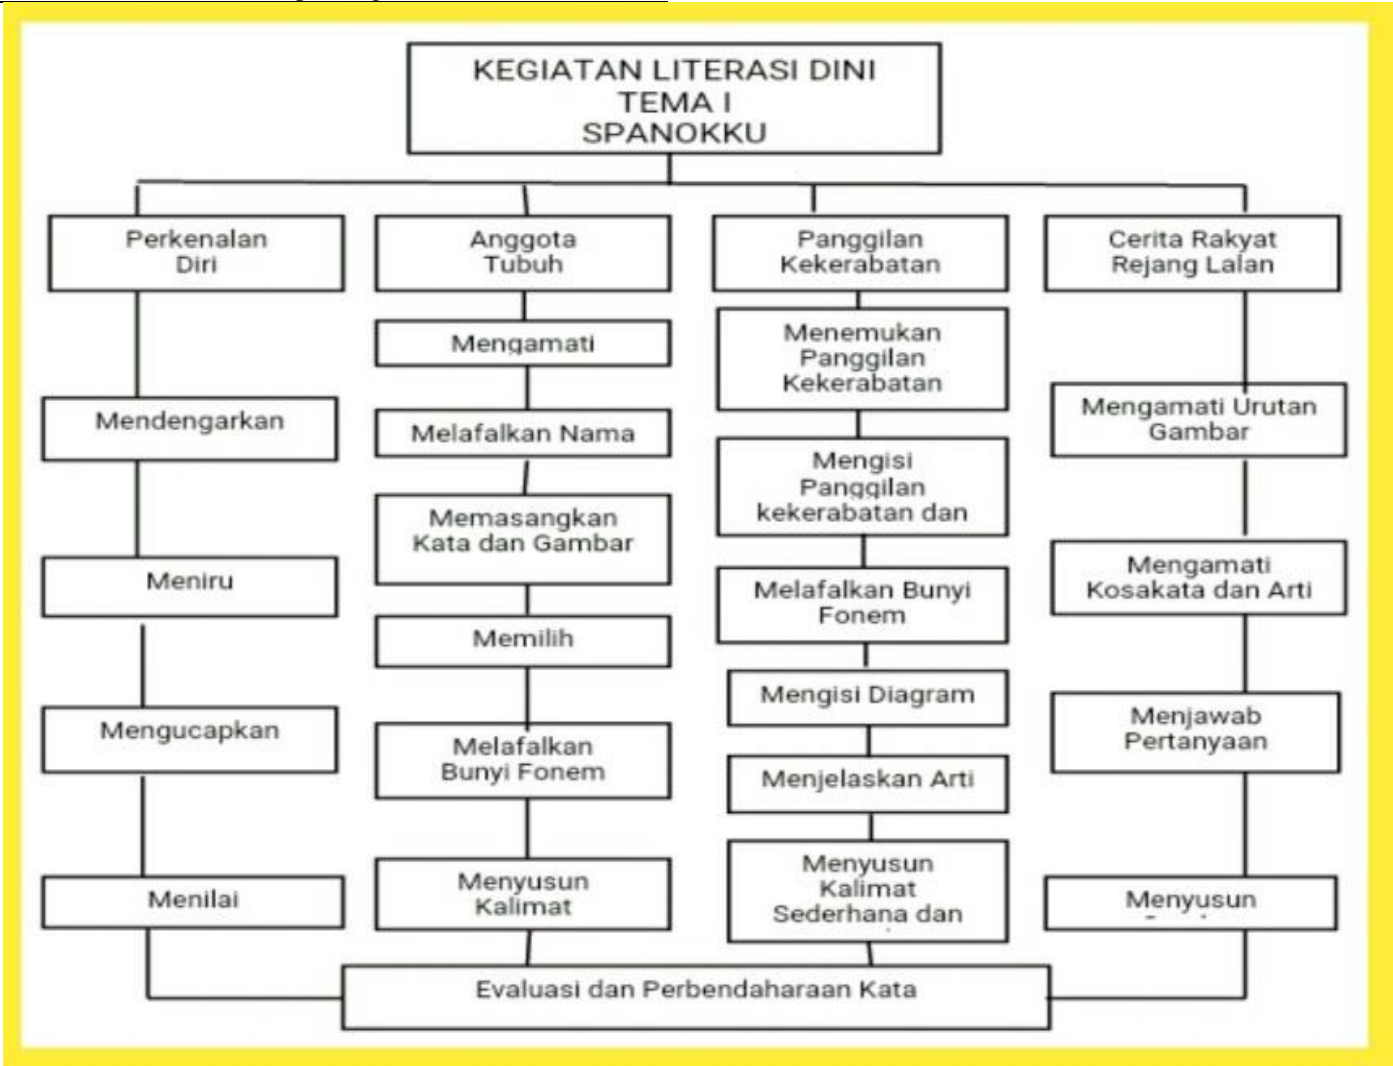 KEGIATAN LITERASI DINI
TEMA I
SPANOKKU
Perkenalan
Diri
Mendengarkan
Meniru
Mengucapkan
Menilai
Anggota
Tubuh
Mengamati
Melafalkan Nama
Memasangkan
Kata dan Gambar
Memilih
Melafalkan
Bunyi Fonem
Menyusun
Kalimat
Panggilan
Kekerabatan
Menemukan
Panggilan
Kekerabatan
Mengisi
Panggilan
kekerabatan dan
Melafalkan Bunyi
Fonem
Mengisi Diagram
Menjelaskan Arti
Menyusun
Kalimat
Sederhana dan
Cerita Rakyat
Rejang Lalan
Mengamati Urutan
Gambar
Mengamati
Kosakata dan Arti
Menjawab
Pertanyaan
Menyusun
Evaluasi dan Perbendaharaan Kata